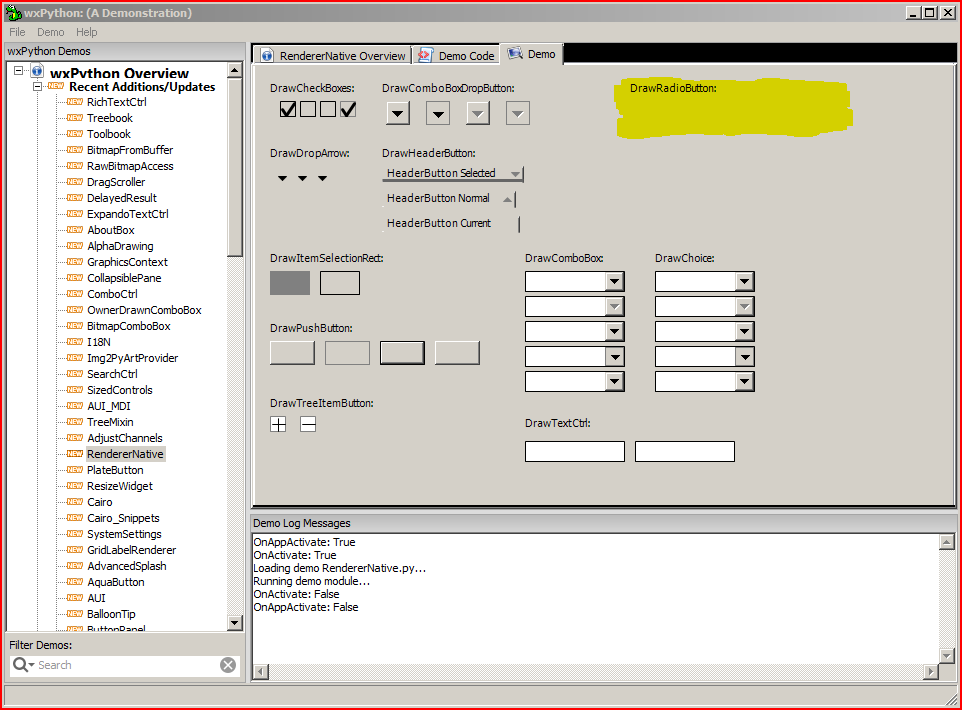 wxPython: (A Demonstration)
File Demo Help
wxPython Demos
wxPython Overview
Recent Additions/Updates
NEW RichTextCtrl
NEW Treebook
NEW Toolbook
NEW BitmapFromBuffer
NEW RawBitmapAccess
NEW DragScroller
NEW DelayedResult
NEW ExpandoTextCtrl
NEW AboutBox
NEW AlphaDrawing
NEW GraphicsContext
NEW CollapsiblePane
NEW ComboCtrl
NEW OwnerDrawnComboBox
NEW BitmapComboBox
NEW I18N
NEW Img2PyArtProvider
NEW SearchCtrl
NEW SizedControls
NEW AUI_MDI
NEW TreeMixin
NEW AdjustChannels
NEW RendererNative
NEW PlateButton
NEW ResizeWidget
NEW Cairo
NEW Cairo_Snippets
NEW SystemSettings
NEW GridLabelRenderer
NEW AdvancedSplash
NEW AquaButton
NEW AUI
NEW BalloonTip
NEW ButtonPanel
Filter Demos:
Search
RendererNative Overview Demo Code Demo
DrawCheckBoxes: DrawComboBoxDropButton: DrawRadioButton:
DrawDropArrow: DrawHeaderButton:
HeaderButton Selected
HeaderButton Normal
HeaderButton Current
DrawItemSelectionRect: DrawComboBox: DrawChoice:
DrawPushButton:
DrawTreeItemButton:
DrawTextCtrl:
Demo Log Messages
OnAppActivate: True
OnActivate: True
Loading demo RendererNative.py...
Running demo module...
OnActivate: False
OnAppActivate: False